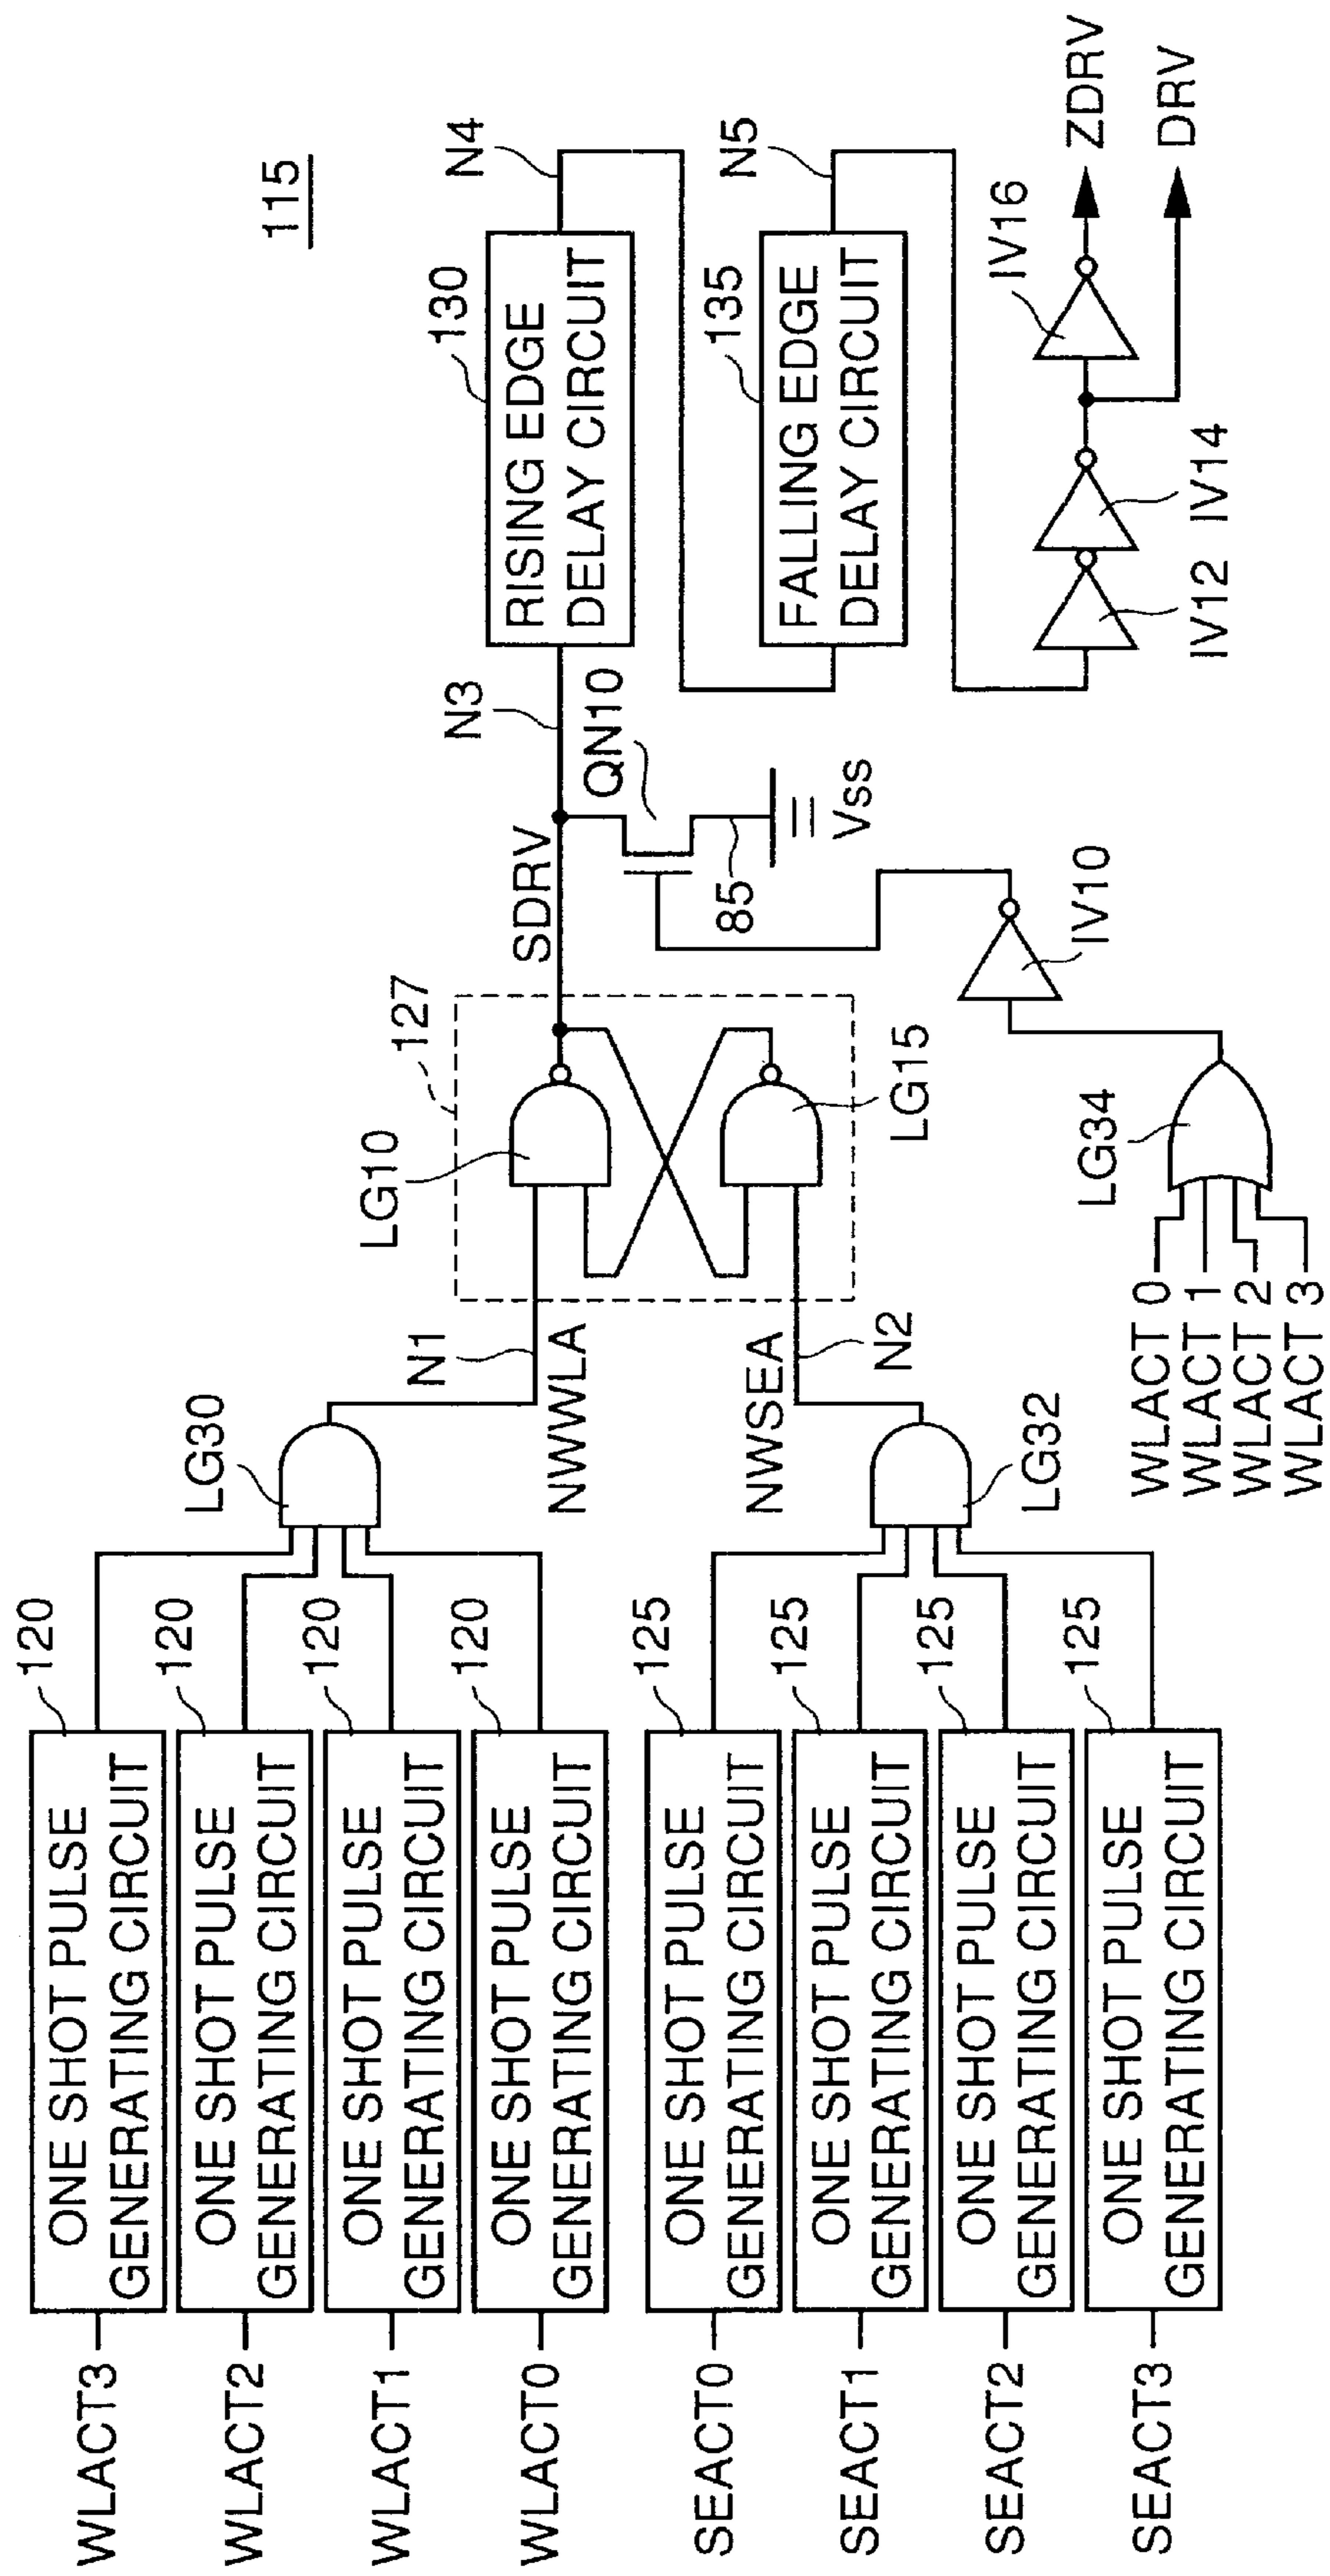 115
WLACT3
ONE SHOT PULSE
GENERATING CIRCUIT
120
WLACT2
ONE SHOT PULSE
GENERATING CIRCUIT
120
WLACT1
ONE SHOT PULSE
GENERATING CIRCUIT
120
WLACT0
ONE SHOT PULSE
GENERATING CIRCUIT
120
SEACT0
ONE SHOT PULSE
GENERATING CIRCUIT
125
SEACT1
ONE SHOT PULSE
GENERATING CIRCUIT
125
SEACT2
ONE SHOT PULSE
GENERATING CIRCUIT
125
SEACT3
ONE SHOT PULSE
GENERATING CIRCUIT
125
LG30
N1
NWWLA
LG32
NWSEA
N2
LG10
127
LG15
SDRV
N3
QN10
85
Vss
WLACT 0
WLACT 1
WLACT 2
WLACT 3
LG34
IV10
130
RISING EDGE
DELAY CIRCUIT
N4
135
FALLING EDGE
DELAY CIRCUIT
N5
IV12
IV14
IV16
ZDRV
DRV